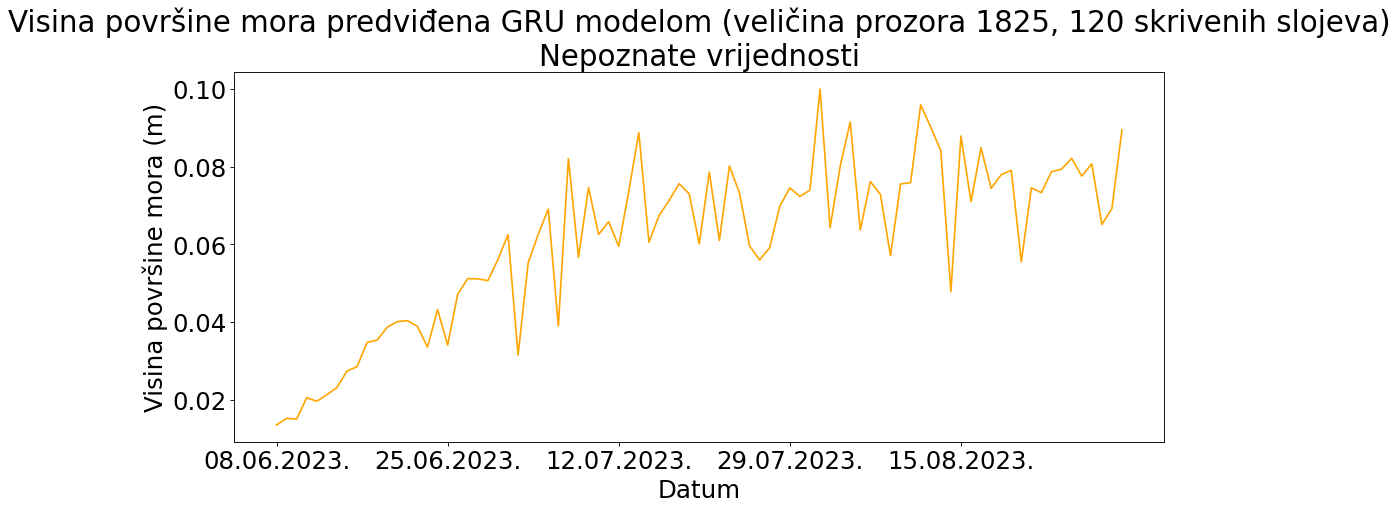 Visina površine mora predviđena GRU modelom (veličina prozora 1825, 120 skrivenih slojeva)
Nepoznate vrijednosti
Visina površine mora (m)
0.10
0.08
0.06
0.04
0.02
08.06.2023. 25.06.2023. 12.07.2023. 29.07.2023. 15.08.2023.
Datum